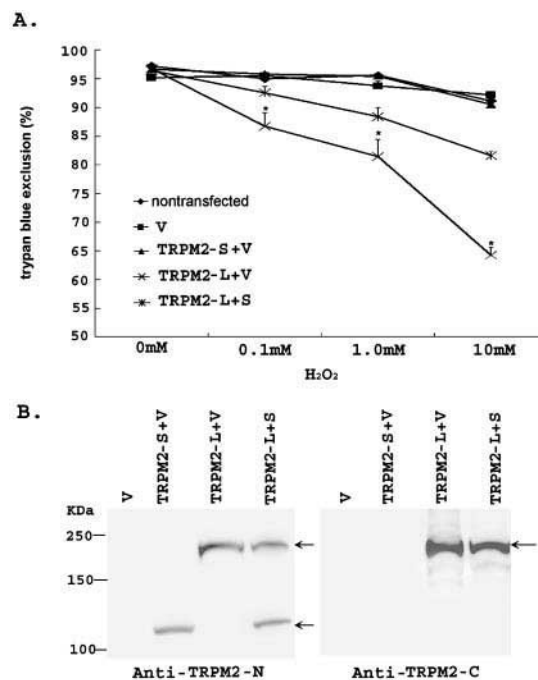 A.
trypan blue exclusion (%)
100
95
90
85
80
75
70
65
60
55
50
nontransfected
V
TRPM2-S+V
TRPM2-L+V
TRPM2-L+S
*
*
*
0mM
0.1mM
1.0mM
10mM
H₂O₂
B.
V
TRPM2-S+V
TRPM2-L+V
TRPM2-L+S
V
TRPM2-S+V
TRPM2-L+V
TRPM2-L+S
KDa
250
150
100
Anti-TRPM2-N
Anti-TRPM2-C